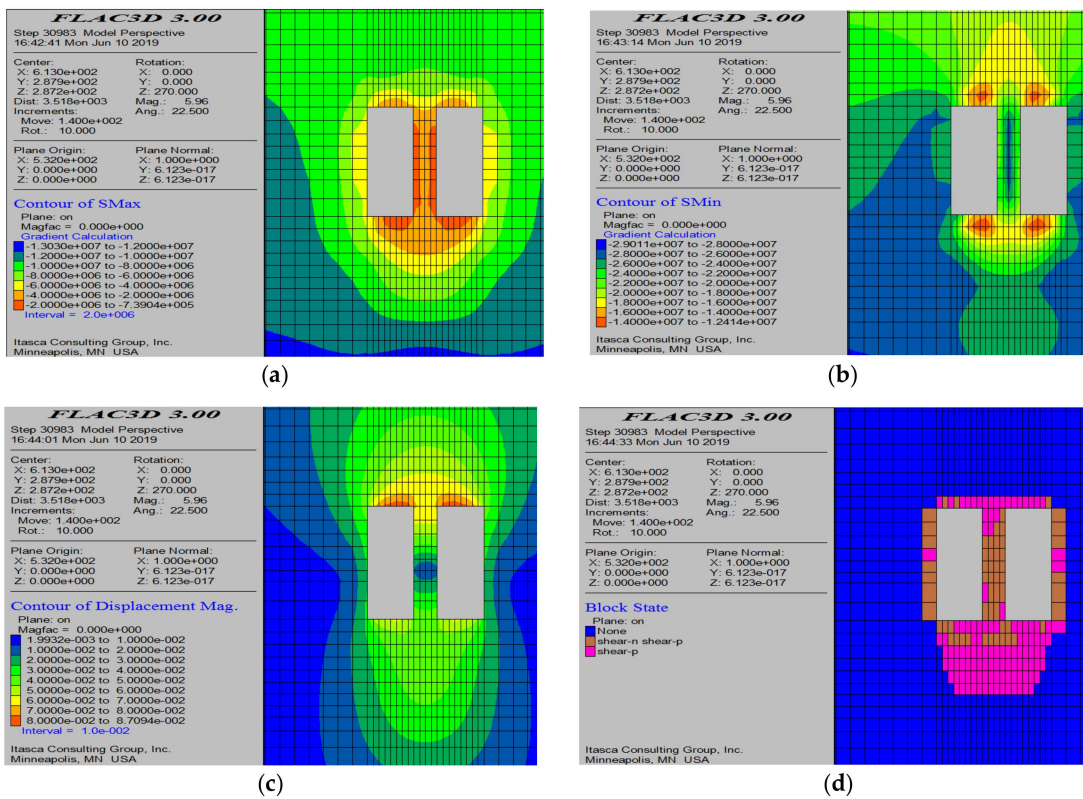 FLAC3D 3.00
Step 30983 Model Perspective
16:42:41 Mon Jun 10 2019
Center: Rotation:
X: 6.130e+002 X: 0.000
Y: 2.879e+002 Y: 0.000
Z: 2.872e+002 Z: 270.000
Dist: 3.518e+003 Mag.: 5.96
Increments: Ang.: 22.500
Move: 1.400e+002
Rot.: 10.000
Plane Origin: Plane Normal:
X: 5.320e+002 X: 1.000e+000
Y: 0.000e+000 Y: 6.123e-017
Z: 0.000e+000 Z: 6.123e-017
Contour of SMax
Plane: on
Magfac = 0.000e+000
Gradient Calculation
-1.3030e+007 to -1.2000e+007
-1.2000e+007 to -1.0000e+007
-1.0000e+007 to -8.0000e+006
-8.0000e+006 to -6.0000e+006
-6.0000e+006 to -4.0000e+006
-4.0000e+006 to -2.0000e+006
-2.0000e+006 to -7.3904e+005
Interval = 2.0e+006
Itasca Consulting Group, Inc.
Minneapolis, MN USA
(a)
FLAC3D 3.00
Step 30983 Model Perspective
16:43:14 Mon Jun 10 2019
Center: Rotation:
X: 6.130e+002 X: 0.000
Y: 2.879e+002 Y: 0.000
Z: 2.872e+002 Z: 270.000
Dist: 3.518e+003 Mag.: 5.96
Increments: Ang.: 22.500
Move: 1.400e+002
Rot.: 10.000
Plane Origin: Plane Normal:
X: 5.320e+002 X: 1.000e+000
Y: 0.000e+000 Y: 6.123e-017
Z: 0.000e+000 Z: 6.123e-017
Contour of SMin
Plane: on
Magfac = 0.000e+000
Gradient Calculation
-2.9011e+007 to -2.8000e+007
-2.8000e+007 to -2.6000e+007
-2.6000e+007 to -2.4000e+007
-2.4000e+007 to -2.2000e+007
-2.2000e+007 to -2.0000e+007
-2.0000e+007 to -1.8000e+007
-1.8000e+007 to -1.6000e+007
-1.6000e+007 to -1.4000e+007
-1.4000e+007 to -1.2414e+007
Itasca Consulting Group, Inc.
Minneapolis, MN USA
(b)
FLAC3D 3.00
Step 30983 Model Perspective
16:44:01 Mon Jun 10 2019
Center: Rotation:
X: 6.130e+002 X: 0.000
Y: 2.879e+002 Y: 0.000
Z: 2.872e+002 Z: 270.000
Dist: 3.518e+003 Mag.: 5.96
Increments: Ang.: 22.500
Move: 1.400e+002
Rot.: 10.000
Plane Origin: Plane Normal:
X: 5.320e+002 X: 1.000e+000
Y: 0.000e+000 Y: 6.123e-017
Z: 0.000e+000 Z: 6.123e-017
Contour of Displacement Mag.
Plane: on
Magfac = 0.000e+000
1.9932e-003 to 1.0000e-002
1.0000e-002 to 2.0000e-002
2.0000e-002 to 3.0000e-002
3.0000e-002 to 4.0000e-002
4.0000e-002 to 5.0000e-002
5.0000e-002 to 6.0000e-002
6.0000e-002 to 7.0000e-002
7.0000e-002 to 8.0000e-002
8.0000e-002 to 8.7094e-002
Interval = 1.0e-002
Itasca Consulting Group, Inc.
Minneapolis, MN USA
(c)
FLAC3D 3.00
Step 30983 Model Perspective
16:44:33 Mon Jun 10 2019
Center: Rotation:
X: 6.130e+002 X: 0.000
Y: 2.879e+002 Y: 0.000
Z: 2.872e+002 Z: 270.000
Dist: 3.518e+003 Mag.: 5.96
Increments: Ang.: 22.500
Move: 1.400e+002
Rot.: 10.000
Plane Origin: Plane Normal:
X: 5.320e+002 X: 1.000e+000
Y: 0.000e+000 Y: 6.123e-017
Z: 0.000e+000 Z: 6.123e-017
Block State
Plane: on
None
shear-n shear-p
shear-p
Itasca Consulting Group, Inc.
Minneapolis, MN USA
(d)